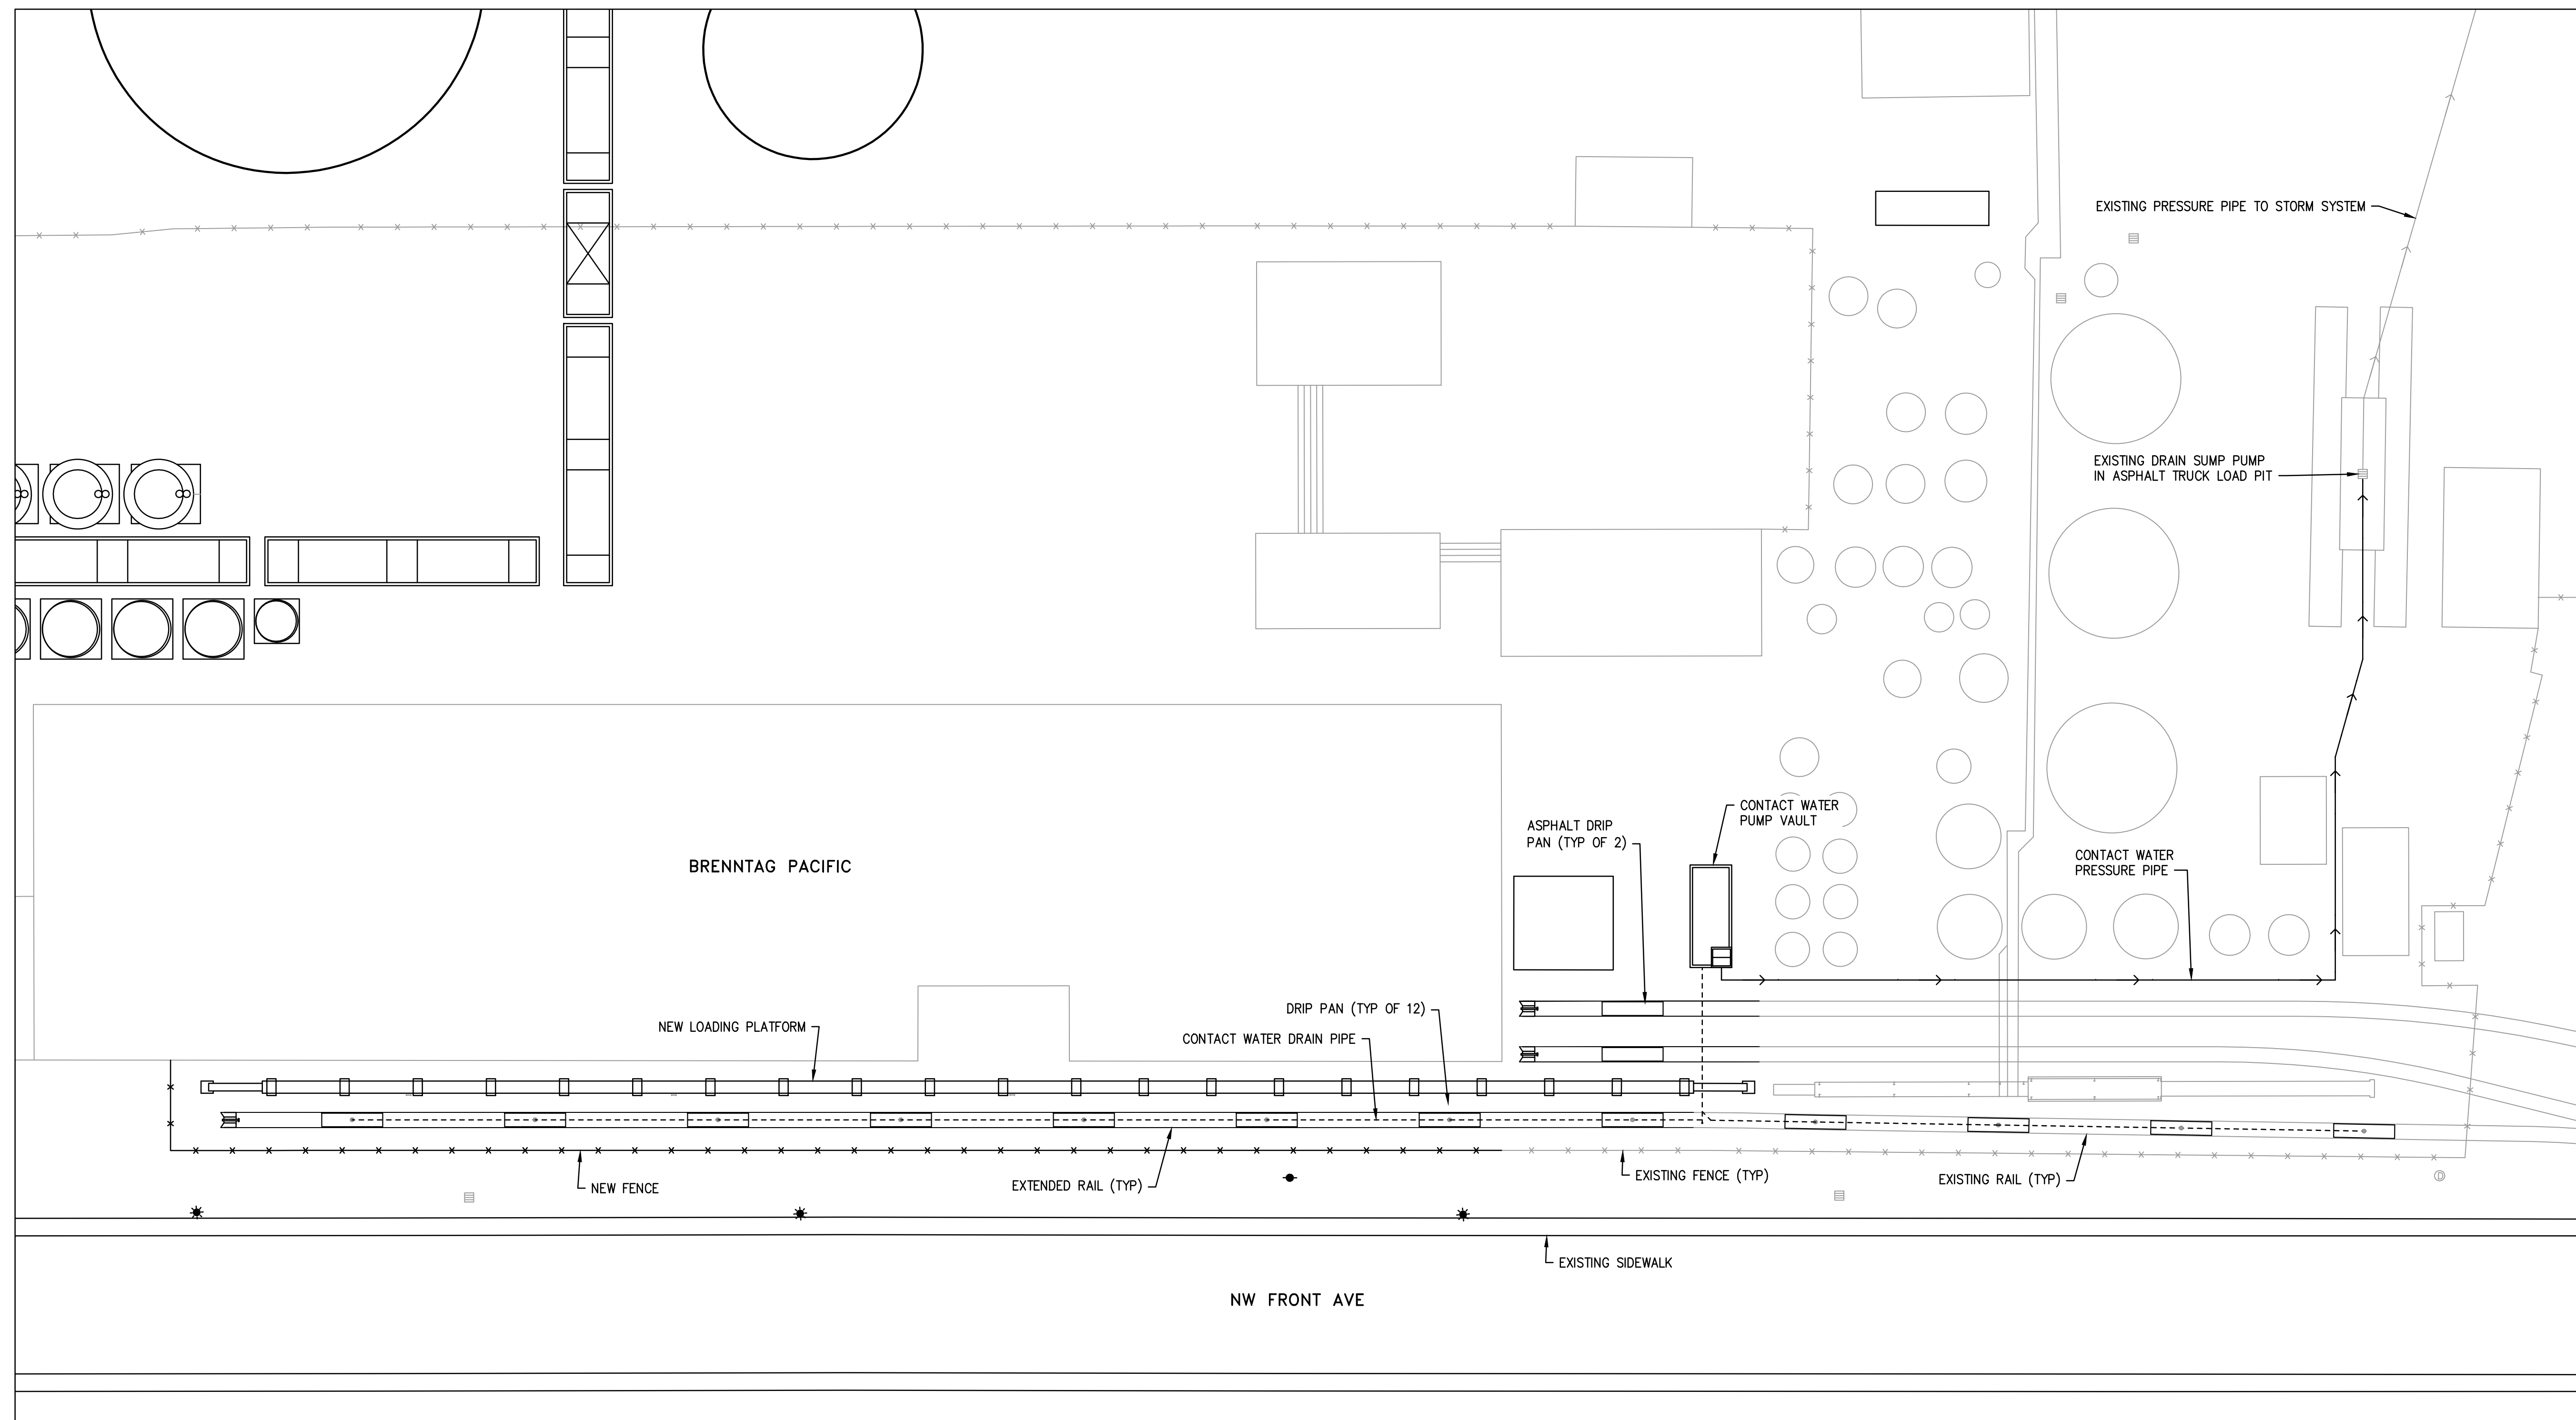 EXISTING PRESSURE PIPE TO STORM SYSTEM
EXISTING DRAIN SUMP PUMP
IN ASPHALT TRUCK LOAD PIT
CONTACT WATER
PUMP VAULT
ASPHALT DRIP
PAN (TYP OF 2)
BRENNTAG PACIFIC
CONTACT WATER
PRESSURE PIPE
DRIP PAN (TYP OF 12)
NEW LOADING PLATFORM
CONTACT WATER DRAIN PIPE
EXISTING FENCE (TYP)
EXISTING RAIL (TYP)
EXTENDED RAIL (TYP)
NEW FENCE
D
EXISTING SIDEWALK
NW FRONT AVE